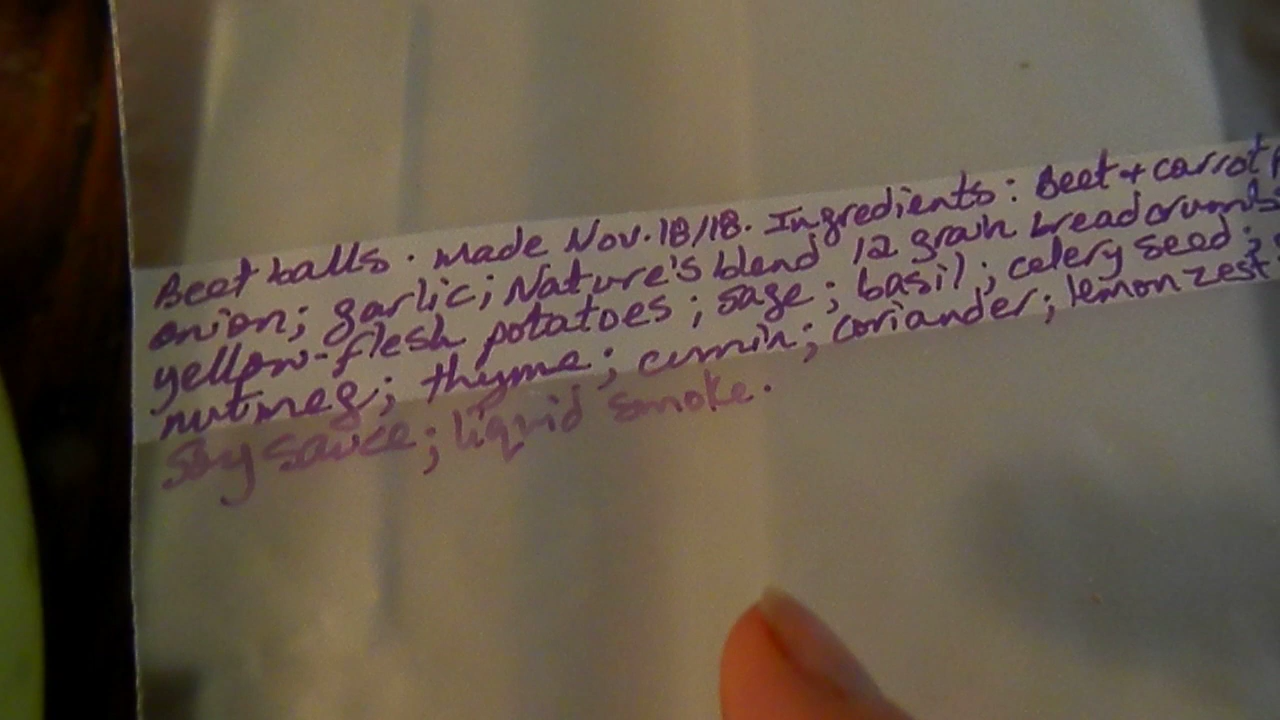 Beet balls. Made Nov. 18/18. Ingredients: Beet + carrot
onion; garlic; Nature's blend 12 grain breadcrumbs
yellow-flesh potatoes; sage; basil; celery seed;
nutmeg; thyme; cumin; coriander; lemon zest
Soy sauce; liquid smoke.